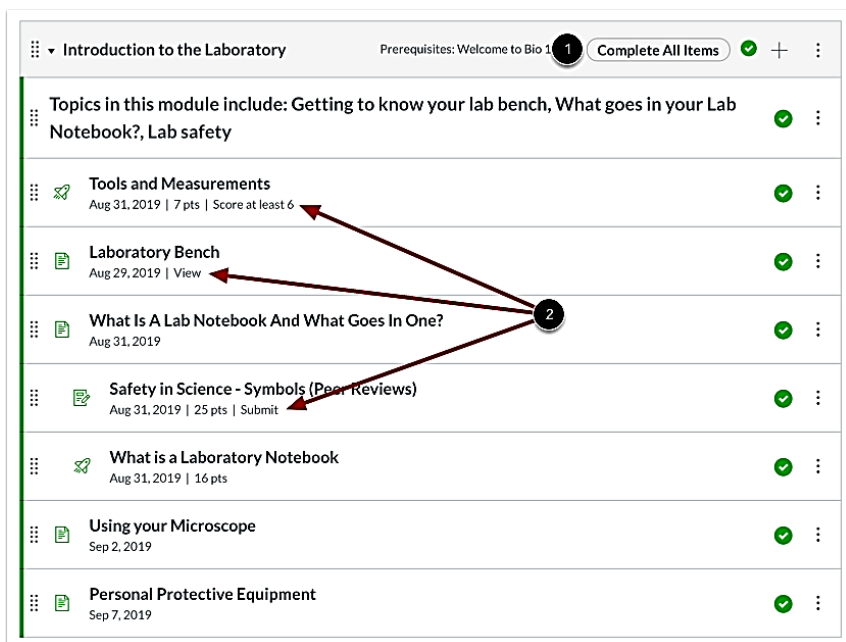 Introduction to the Laboratory Prerequisites: Welcome to Bio 1 1 Complete All Items
Topics in this module include: Getting to know your lab bench, What goes in your Lab
Notebook?, Lab safety
Tools and Measurements
Aug 31, 2019 | 7 pts | Score at least 6
Laboratory Bench
Aug 29, 2019 | View
2
What Is A Lab Notebook And What Goes In One?
Aug 31, 2019
Safety in Science - Symbols (Peer Reviews)
Aug 31, 2019 | 25 pts | Submit
What is a Laboratory Notebook
Aug 31, 2019 | 16 pts
Using your Microscope
Sep 2, 2019
Personal Protective Equipment
Sep 7, 2019